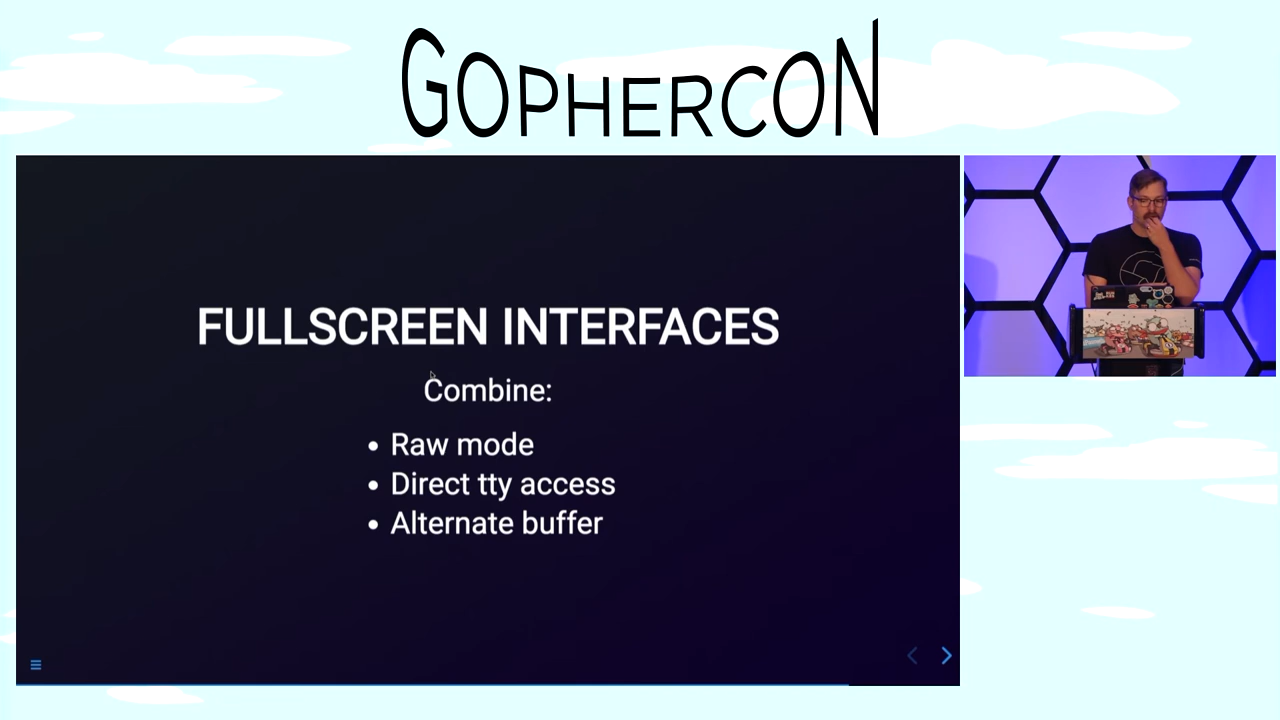 GOPHERCON
FULLSCREEN INTERFACES
Combine:
• Raw mode
• Direct tty access
• Alternate buffer